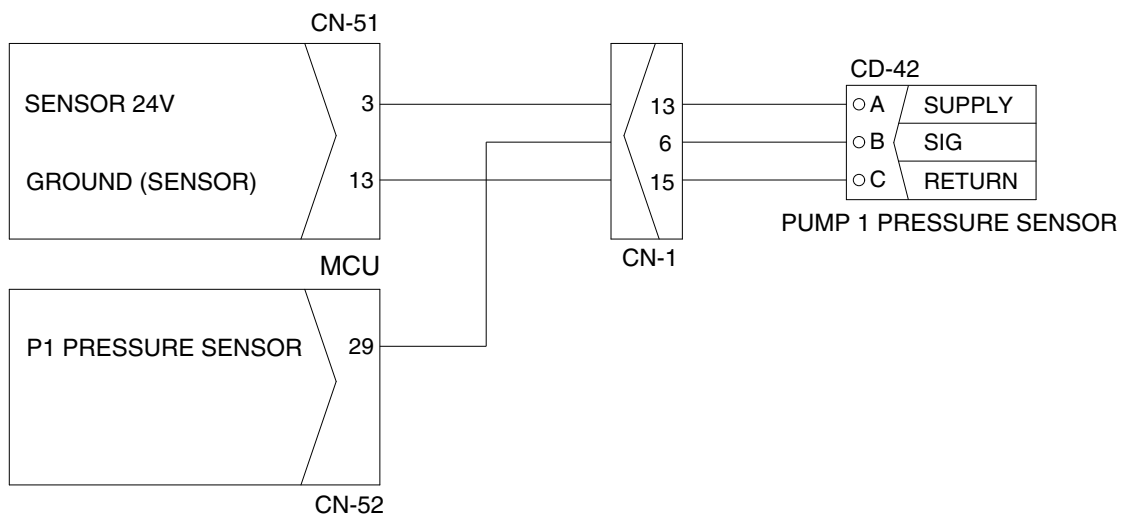 CN-51
SENSOR 24V 3
GROUND (SENSOR) 13
MCU
P1 PRESSURE SENSOR 29
CN-52
13
6
15
CN-1
CD-42
A SUPPLY
B SIG
C RETURN
PUMP 1 PRESSURE SENSOR